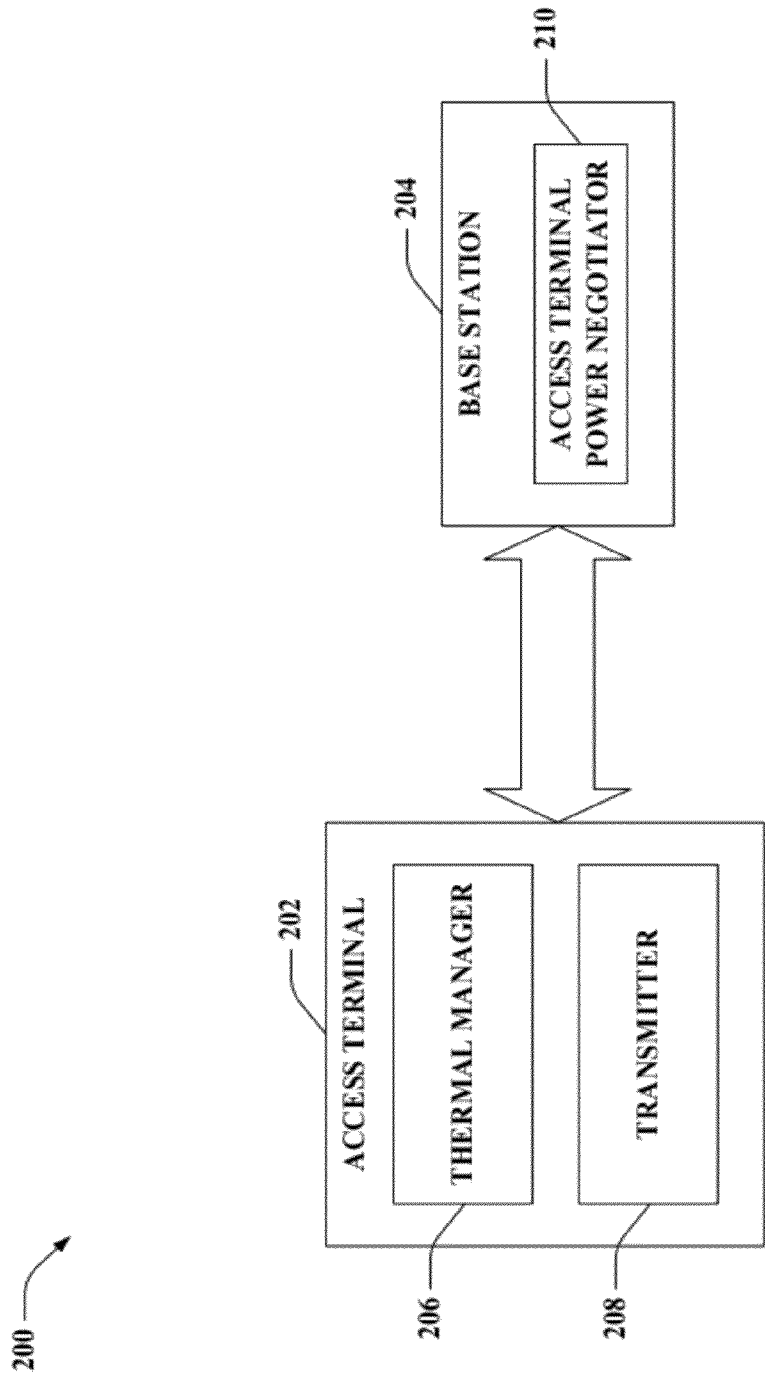 200
202
ACCESS TERMINAL
THERMAL MANAGER
206
TRANSMITTER
208
204
BASE STATION
210
ACCESS TERMINAL
POWER NEGOTIATOR